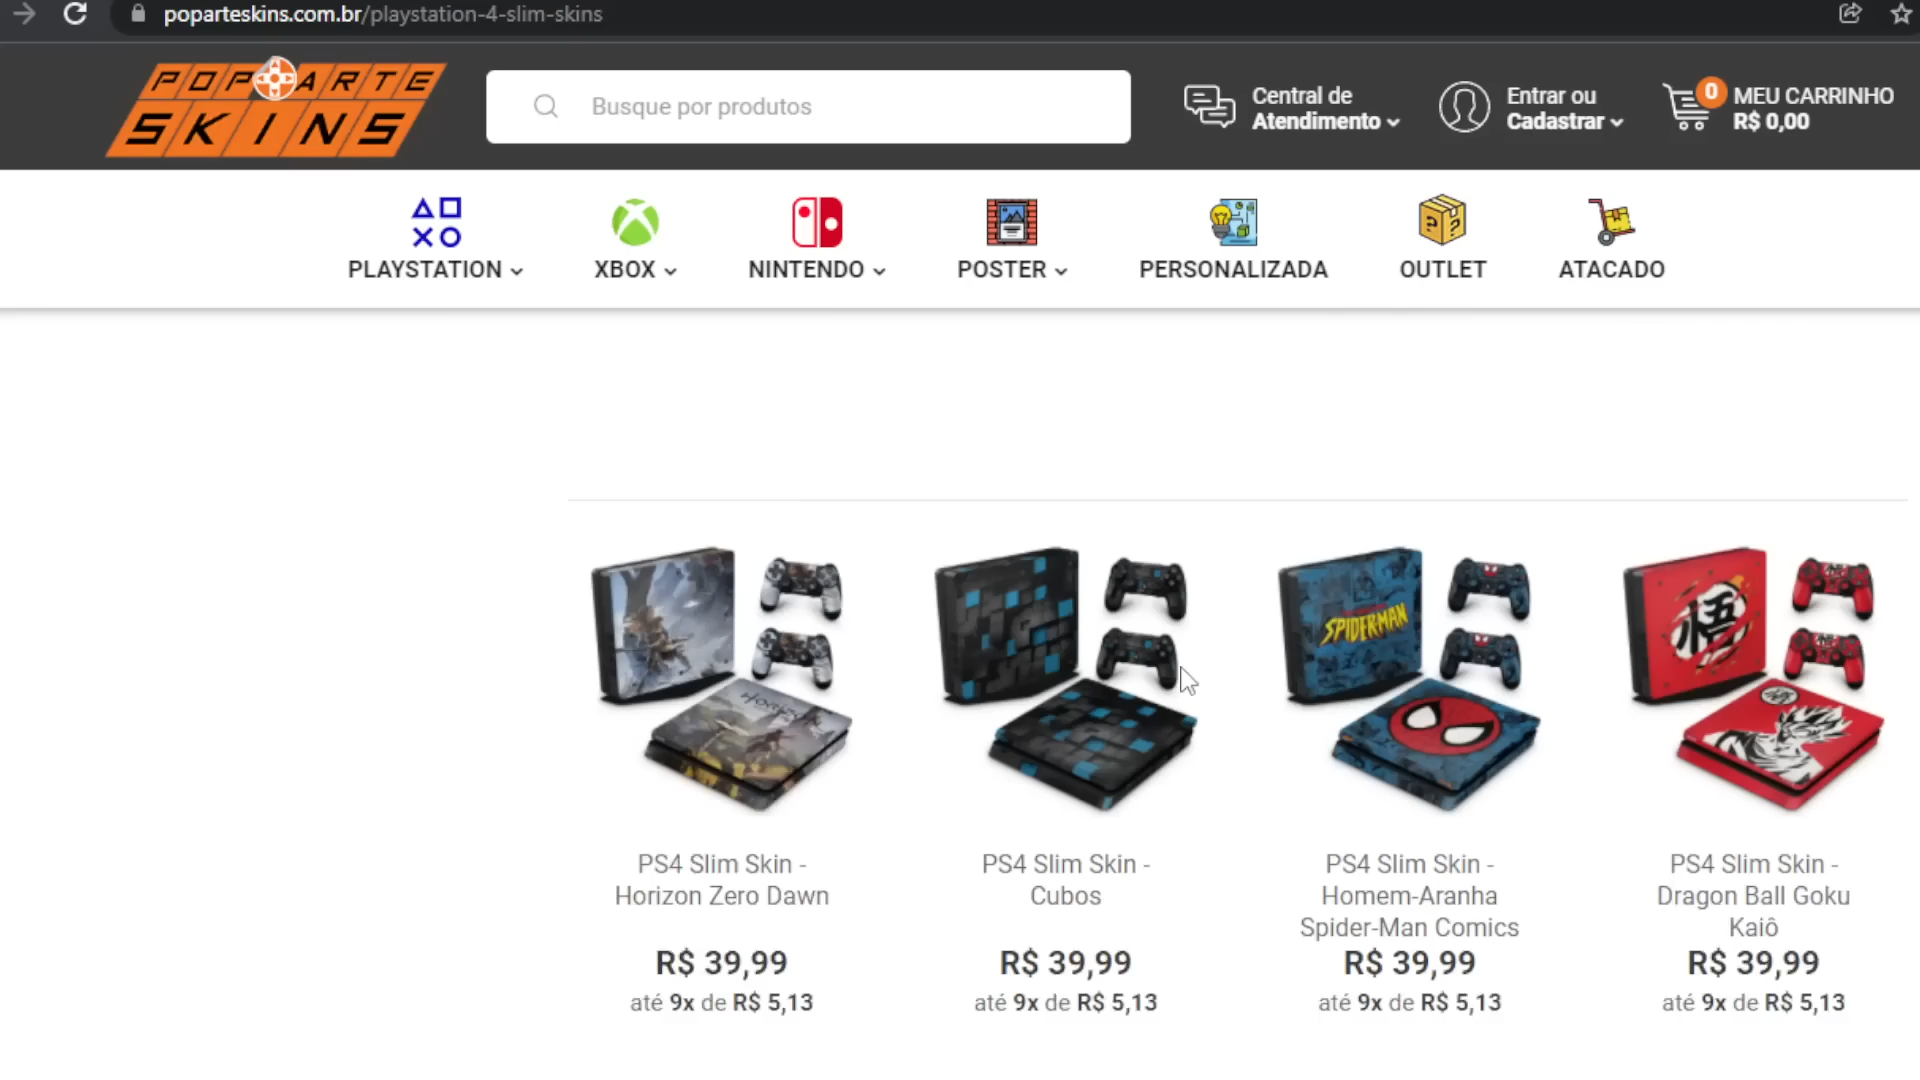 poparteskins.com.br/playstation-4-slim-skins
POP ARTE
SKINS
Busque por produtos
Central de
Atendimento
Entrar ou
Cadastrar
0
MEU CARRINHO
R$ 0,00
PLAYSTATION
XBOX
NINTENDO
POSTER
PERSONALIZADA
OUTLET
ATACADO
SPIDERMAN
悟
Horizon
PS4 Slim Skin -
Horizon Zero Dawn
R$ 39,99
até 9x de R$ 5,13
PS4 Slim Skin -
Cubos
R$ 39,99
até 9x de R$ 5,13
PS4 Slim Skin -
Homem-Aranha
Spider-Man Comics
R$ 39,99
até 9x de R$ 5,13
PS4 Slim Skin -
Dragon Ball Goku
Kaiô
R$ 39,99
até 9x de R$ 5,13